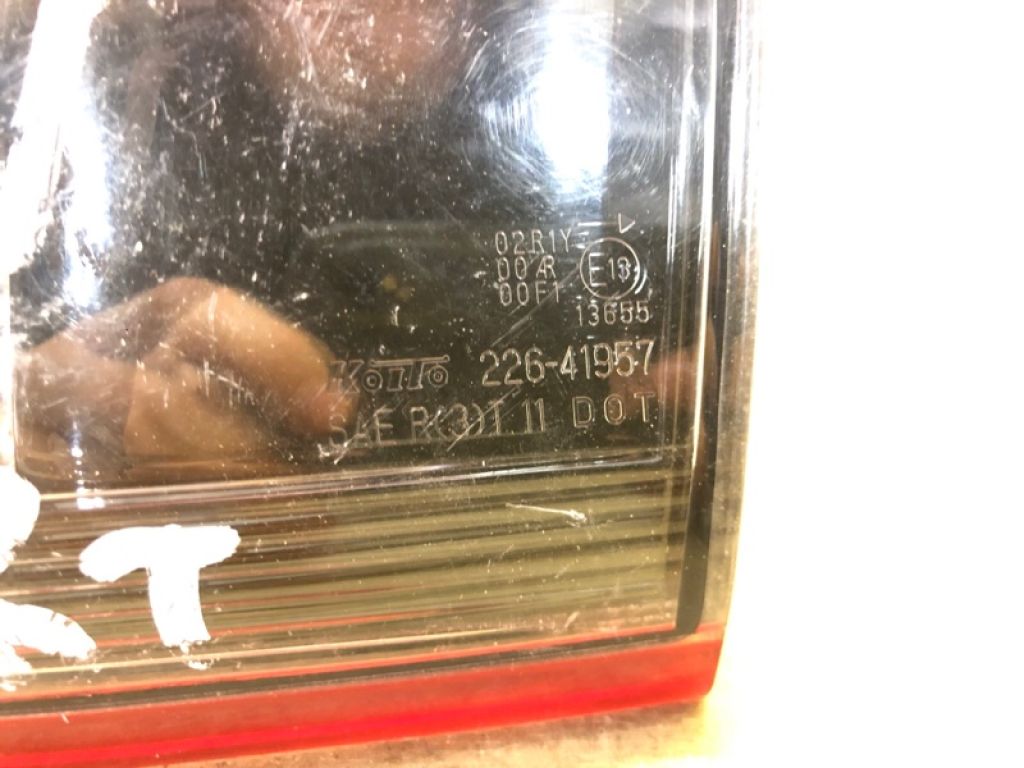 02R1Y
00AR
00F1
E13
13655
KoiTo 226-41957
SAE R(3)T 11 DOT
T